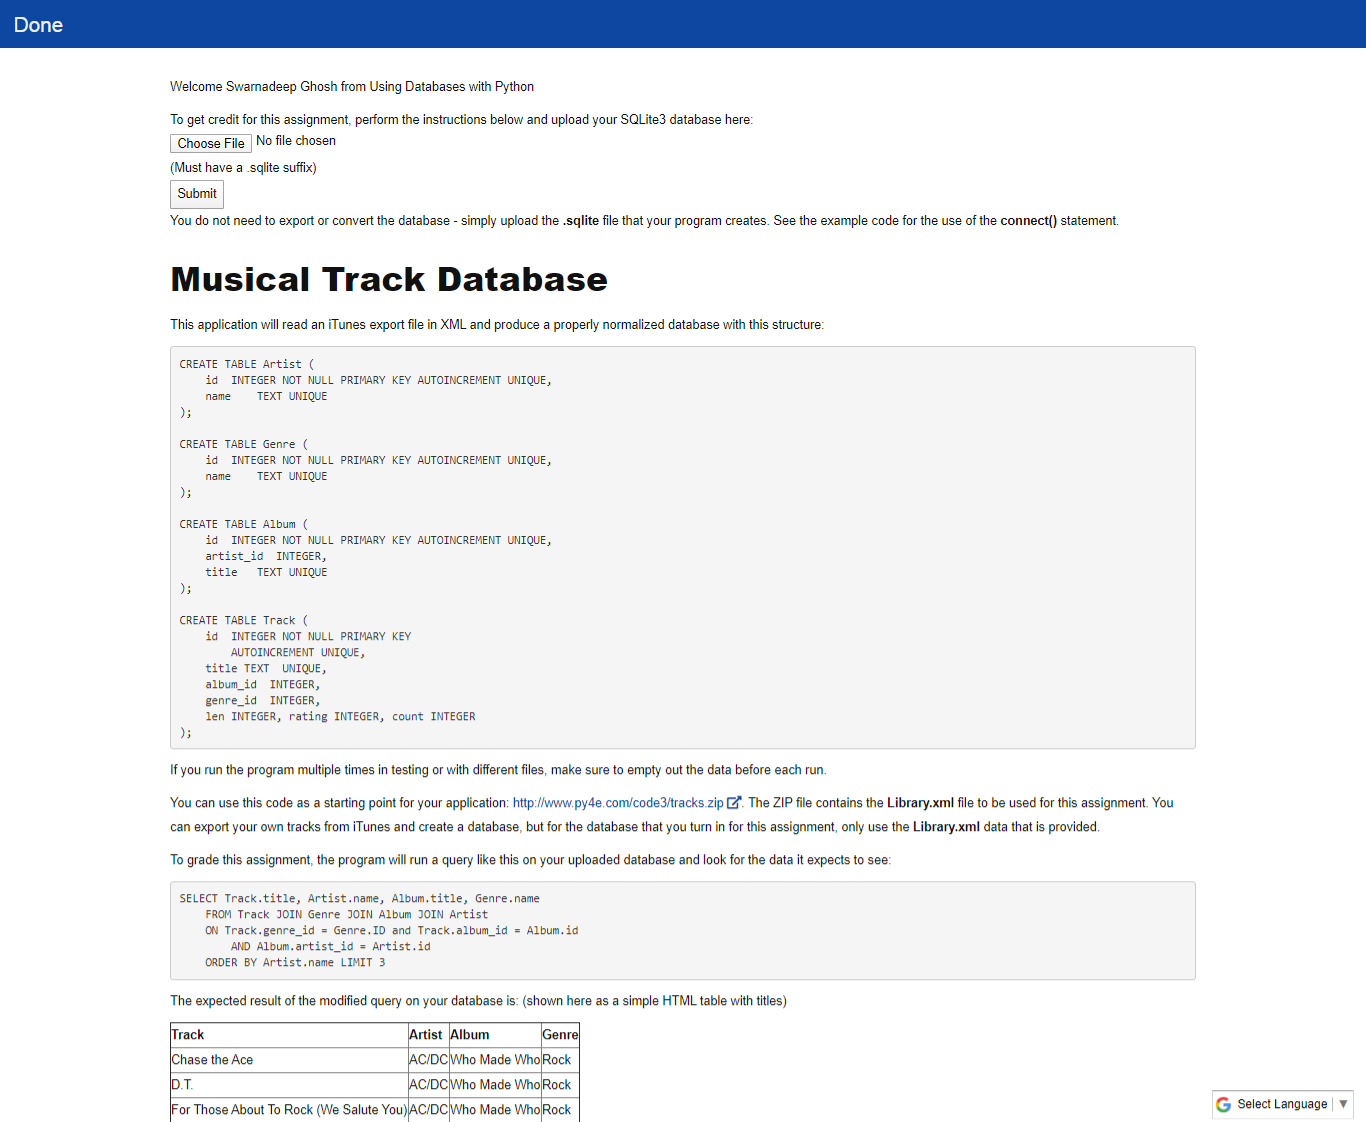 Done
Welcome Swarnadeep Ghosh from Using Databases with Python
To get credit for this assignment, perform the instructions below and upload your SQLite3 database here:
Choose File No file chosen
(Must have a .sqlite suffix)
Submit
You do not need to export or convert the database - simply upload the .sqlite file that your program creates. See the example code for the use of the connect() statement.
Musical Track Database
This application will read an iTunes export file in XML and produce a properly normalized database with this structure:
CREATE TABLE Artist (
    id  INTEGER NOT NULL PRIMARY KEY AUTOINCREMENT UNIQUE,
    name    TEXT UNIQUE
);
CREATE TABLE Genre (
    id  INTEGER NOT NULL PRIMARY KEY AUTOINCREMENT UNIQUE,
    name    TEXT UNIQUE
);
CREATE TABLE Album (
    id  INTEGER NOT NULL PRIMARY KEY AUTOINCREMENT UNIQUE,
    artist_id  INTEGER,
    title   TEXT UNIQUE
);
CREATE TABLE Track (
    id  INTEGER NOT NULL PRIMARY KEY
        AUTOINCREMENT UNIQUE,
    title TEXT  UNIQUE,
    album_id  INTEGER,
    genre_id  INTEGER,
    len INTEGER, rating INTEGER, count INTEGER
);
If you run the program multiple times in testing or with different files, make sure to empty out the data before each run.
You can use this code as a starting point for your application: http://www.py4e.com/code3/tracks.zip. The ZIP file contains the Library.xml file to be used for this assignment. You
can export your own tracks from iTunes and create a database, but for the database that you turn in for this assignment, only use the Library.xml data that is provided.
To grade this assignment, the program will run a query like this on your uploaded database and look for the data it expects to see:
SELECT Track.title, Artist.name, Album.title, Genre.name
    FROM Track JOIN Genre JOIN Album JOIN Artist
    ON Track.genre_id = Genre.ID and Track.album_id = Album.id
        AND Album.artist_id = Artist.id
    ORDER BY Artist.name LIMIT 3
The expected result of the modified query on your database is: (shown here as a simple HTML table with titles)
Track Artist Album Genre
Chase the Ace AC/DC Who Made Who Rock
D.T. AC/DC Who Made Who Rock
For Those About To Rock (We Salute You) AC/DC Who Made Who Rock
Select Language ▼